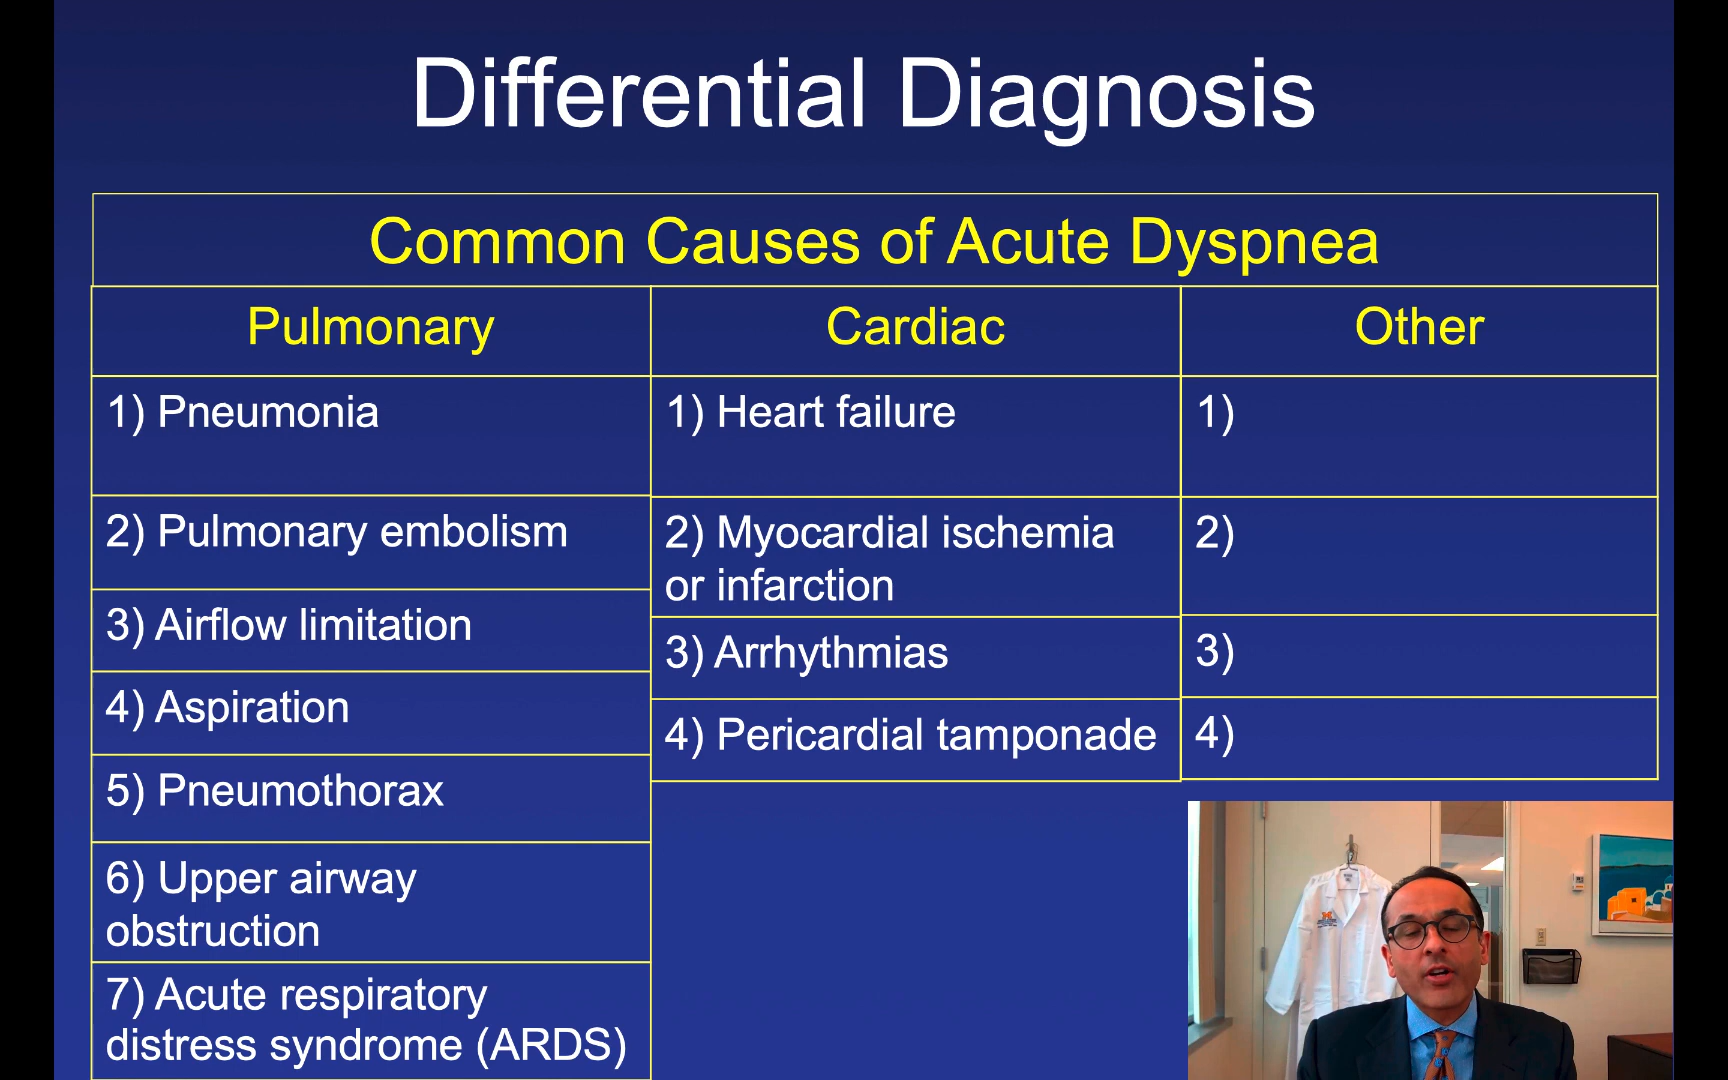 Differential Diagnosis
Common Causes of Acute Dyspnea
Pulmonary
Cardiac
Other
1) Pneumonia
1) Heart failure
1)
2) Pulmonary embolism
2) Myocardial ischemia
or infarction
2)
3) Airflow limitation
3) Arrhythmias
3)
4) Aspiration
4) Pericardial tamponade
4)
5) Pneumothorax
6) Upper airway
obstruction
7) Acute respiratory
distress syndrome (ARDS)
M